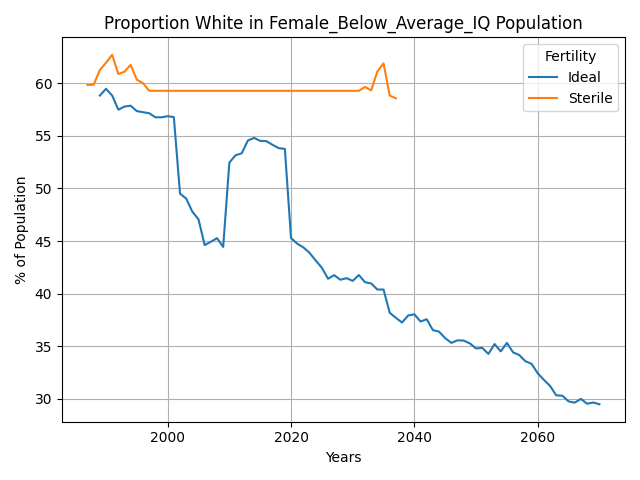 Proportion White in Female_Below_Average_IQ Population
Fertility
Ideal
Sterile
% of Population
60
55
50
45
40
35
30
2000
2020
2040
2060
Years